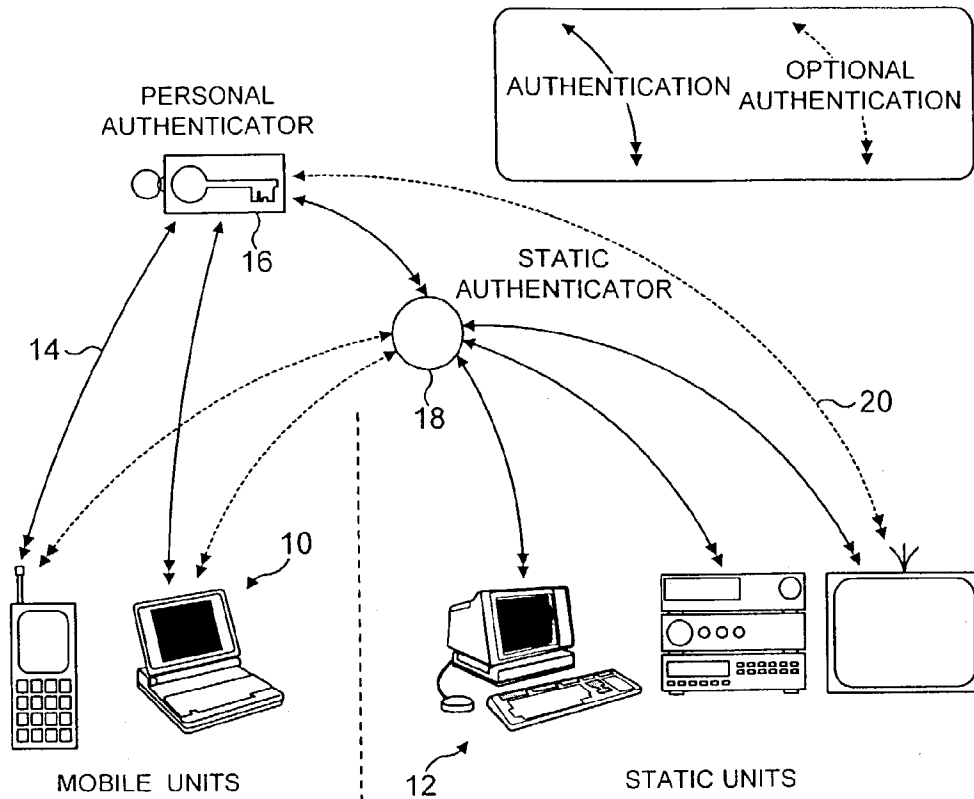 AUTHENTICATION
OPTIONAL
AUTHENTICATION
PERSONAL
AUTHENTICATOR
16
STATIC
AUTHENTICATOR
14
18
20
10
12
MOBILE UNITS
STATIC UNITS